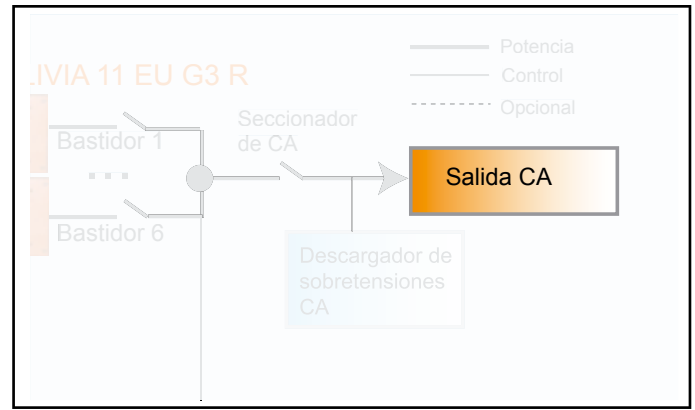 Potencia
.IVIA 11 EU G3 R
Control
Opcional
Seccionador
de CA
Bastidor 1
Salida CA
Bastidor 6
Descargador de
sobretensiones
CA